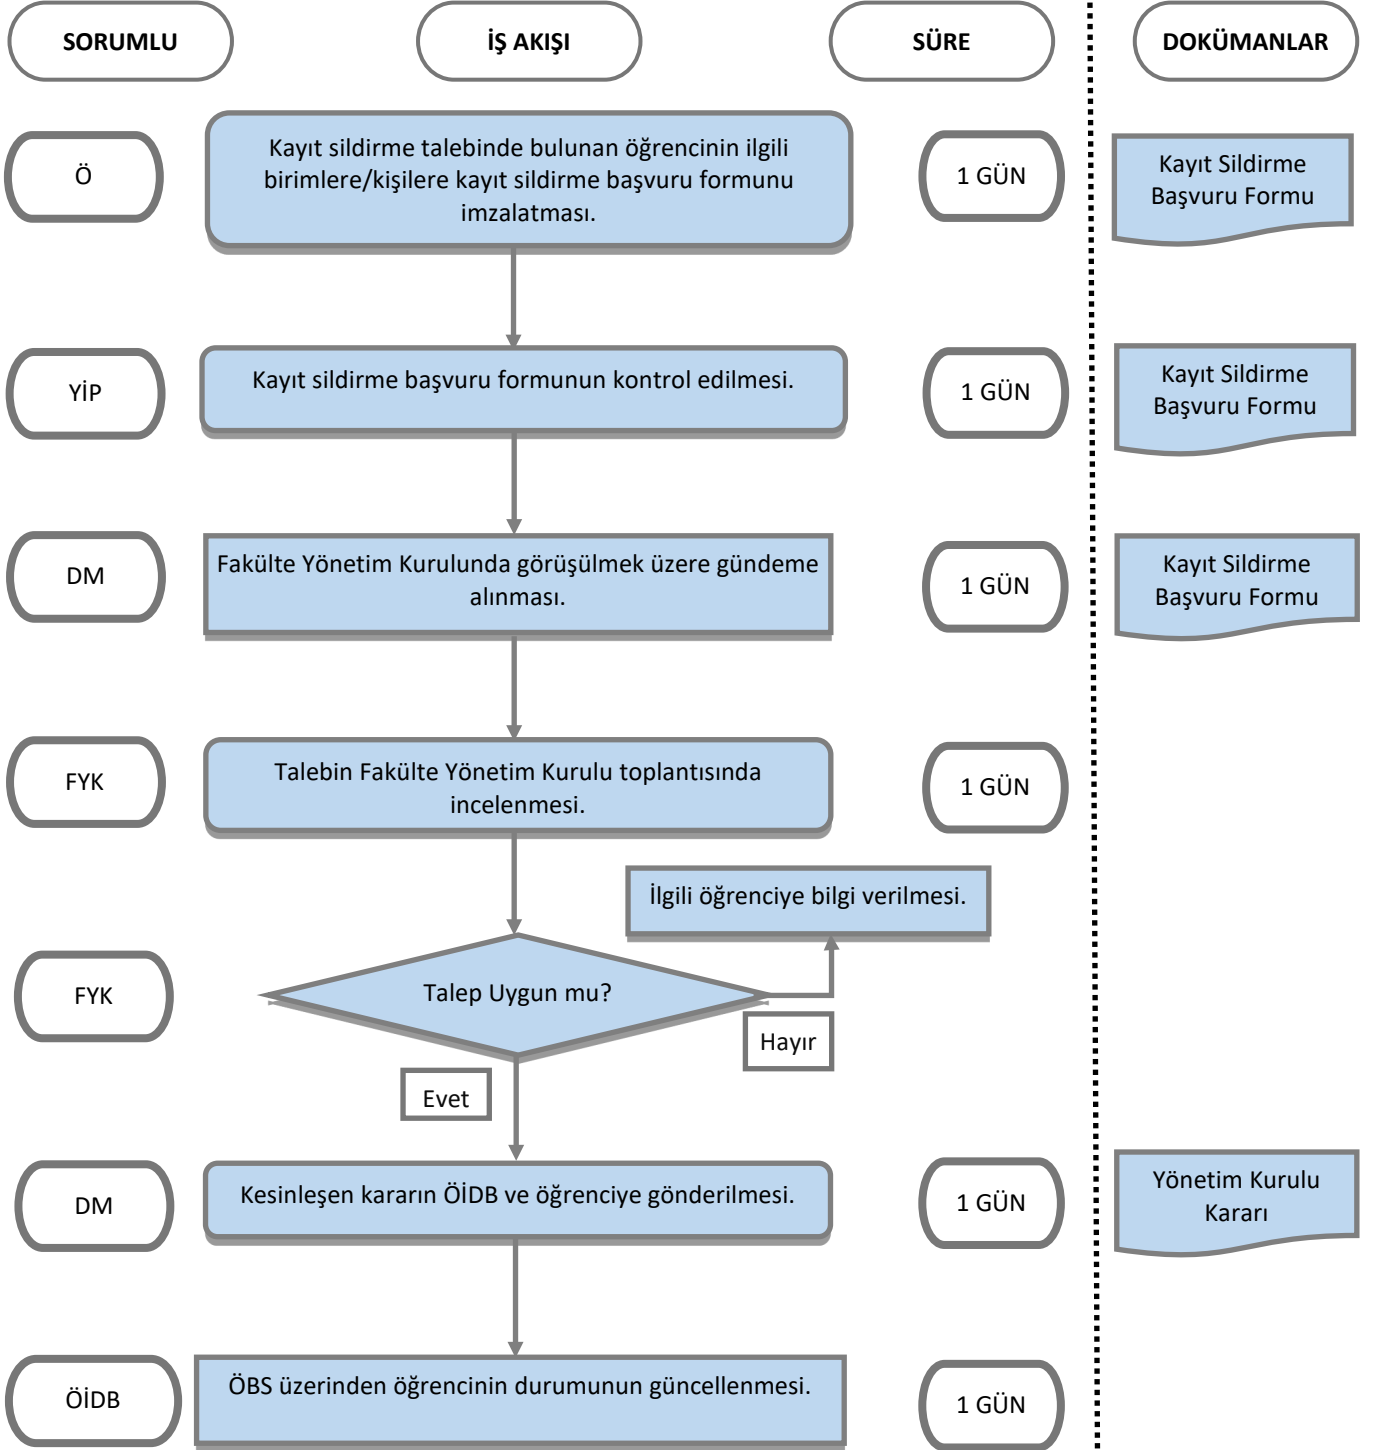 SORUMLU
İŞ AKIŞI
SÜRE
DOKÜMANLAR
Ö
Kayıt sildirme talebinde bulunan öğrencinin ilgili
birimlere/kişilere kayıt sildirme başvuru formunu
imzalatması.
1 GÜN
Kayıt Sildirme
Başvuru Formu
YİP
Kayıt sildirme başvuru formunun kontrol edilmesi.
1 GÜN
Kayıt Sildirme
Başvuru Formu
DM
Fakülte Yönetim Kurulunda görüşülmek üzere gündeme
alınması.
1 GÜN
Kayıt Sildirme
Başvuru Formu
FYK
Talebin Fakülte Yönetim Kurulu toplantısında
incelenmesi.
1 GÜN
İlgili öğrenciye bilgi verilmesi.
FYK
Talep Uygun mu?
Hayır
Evet
DM
Kesinleşen kararın ÖİDB ve öğrenciye gönderilmesi.
1 GÜN
Yönetim Kurulu
Kararı
ÖİDB
ÖBS üzerinden öğrencinin durumunun güncellenmesi.
1 GÜN